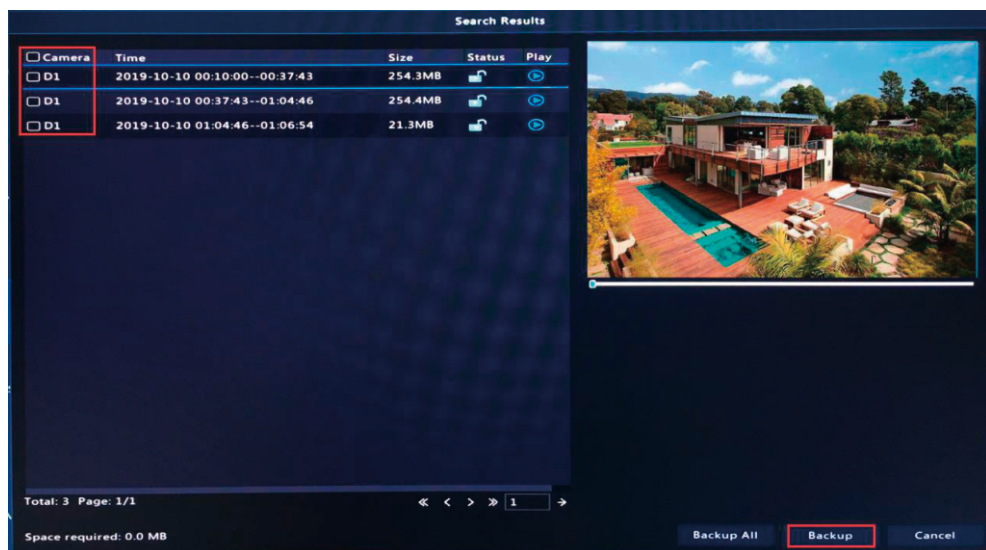 Search Results
Camera Time Size Status Play
D1 2019-10-10 00:10:00--00:37:43 254.3MB
D1 2019-10-10 00:37:43--01:04:46 254.4MB
D1 2019-10-10 01:04:46--01:06:54 21.3MB
Total: 3 Page: 1/1 1
Space required: 0.0 MB Backup All Backup Cancel